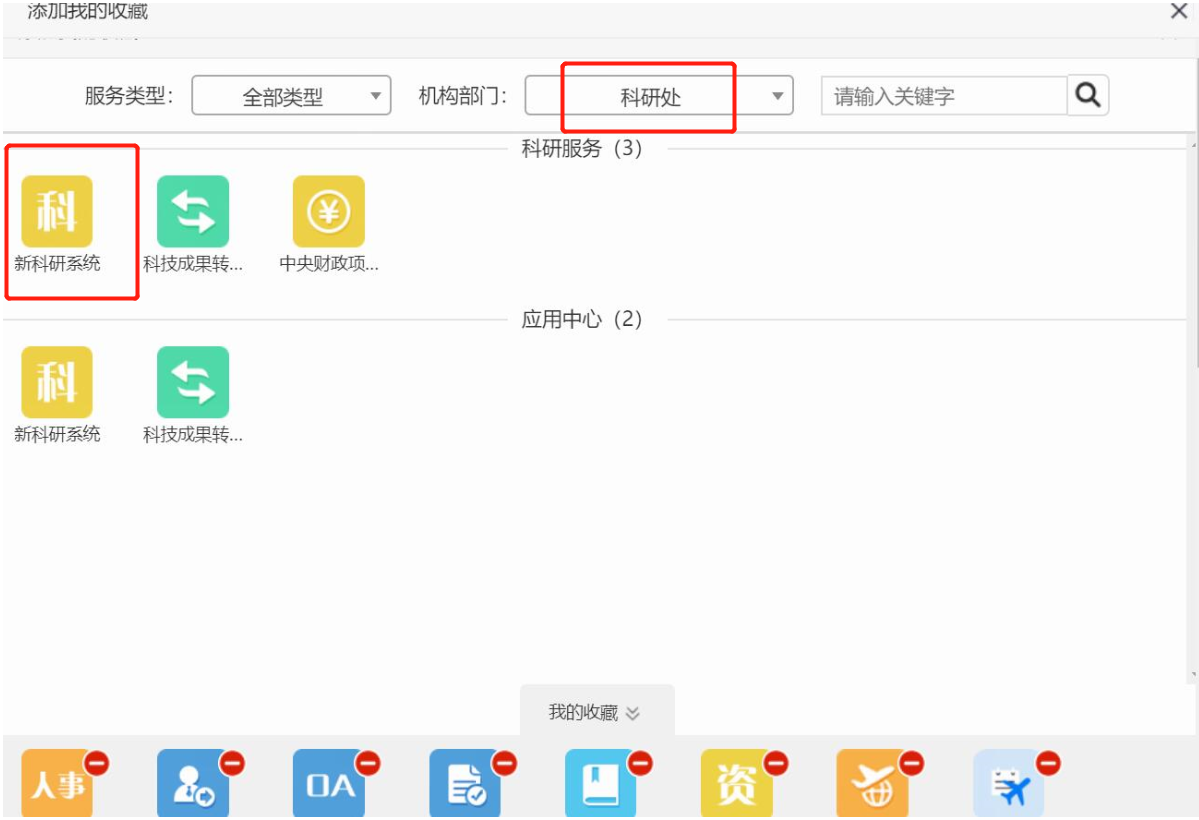 添加我的收藏
服务类型： 全部类型 机构部门： 科研处 请输入关键字
科研服务（3）
科 ¥
新科研系统 科技成果转... 中央财政项...
应用中心（2）
科
新科研系统 科技成果转...
我的收藏
人事 OA 资